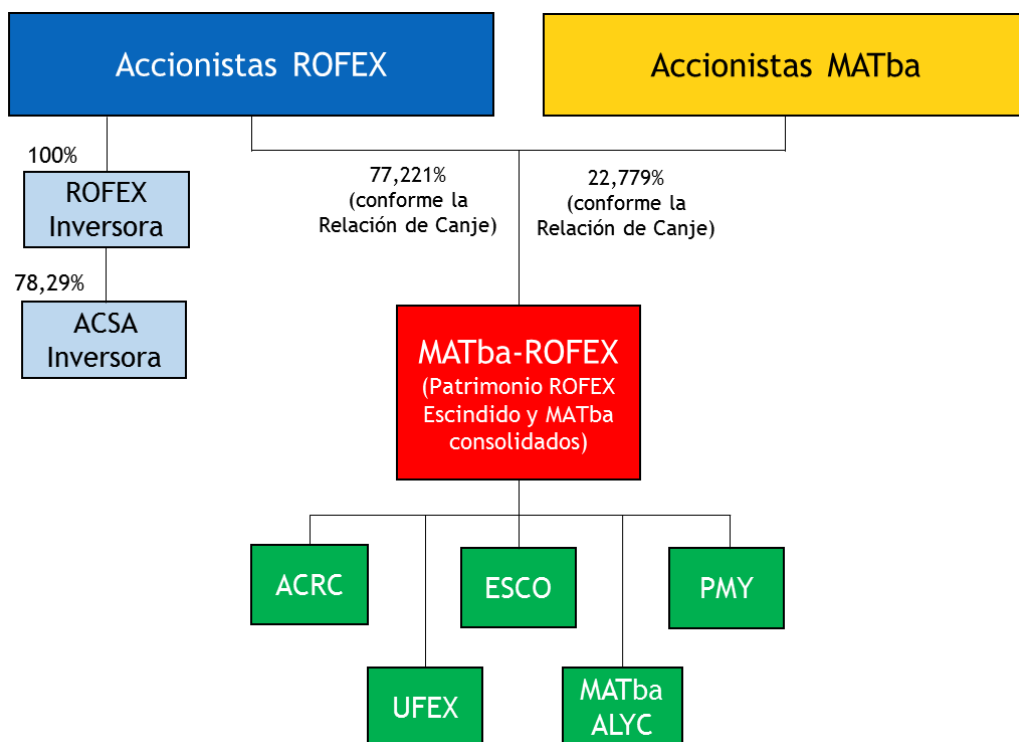 Accionistas ROFEX
Accionistas MATba
100%
ROFEX
Inversora
78,29%
ACSA
Inversora
77,221%
(conforme la
Relación de Canje)
22,779%
(conforme la
Relación de Canje)
MATba-ROFEX
(Patrimonio ROFEX
Escindido y MATba
consolidados)
ACRC
ESCO
PMY
UFEX
MATba
ALYC